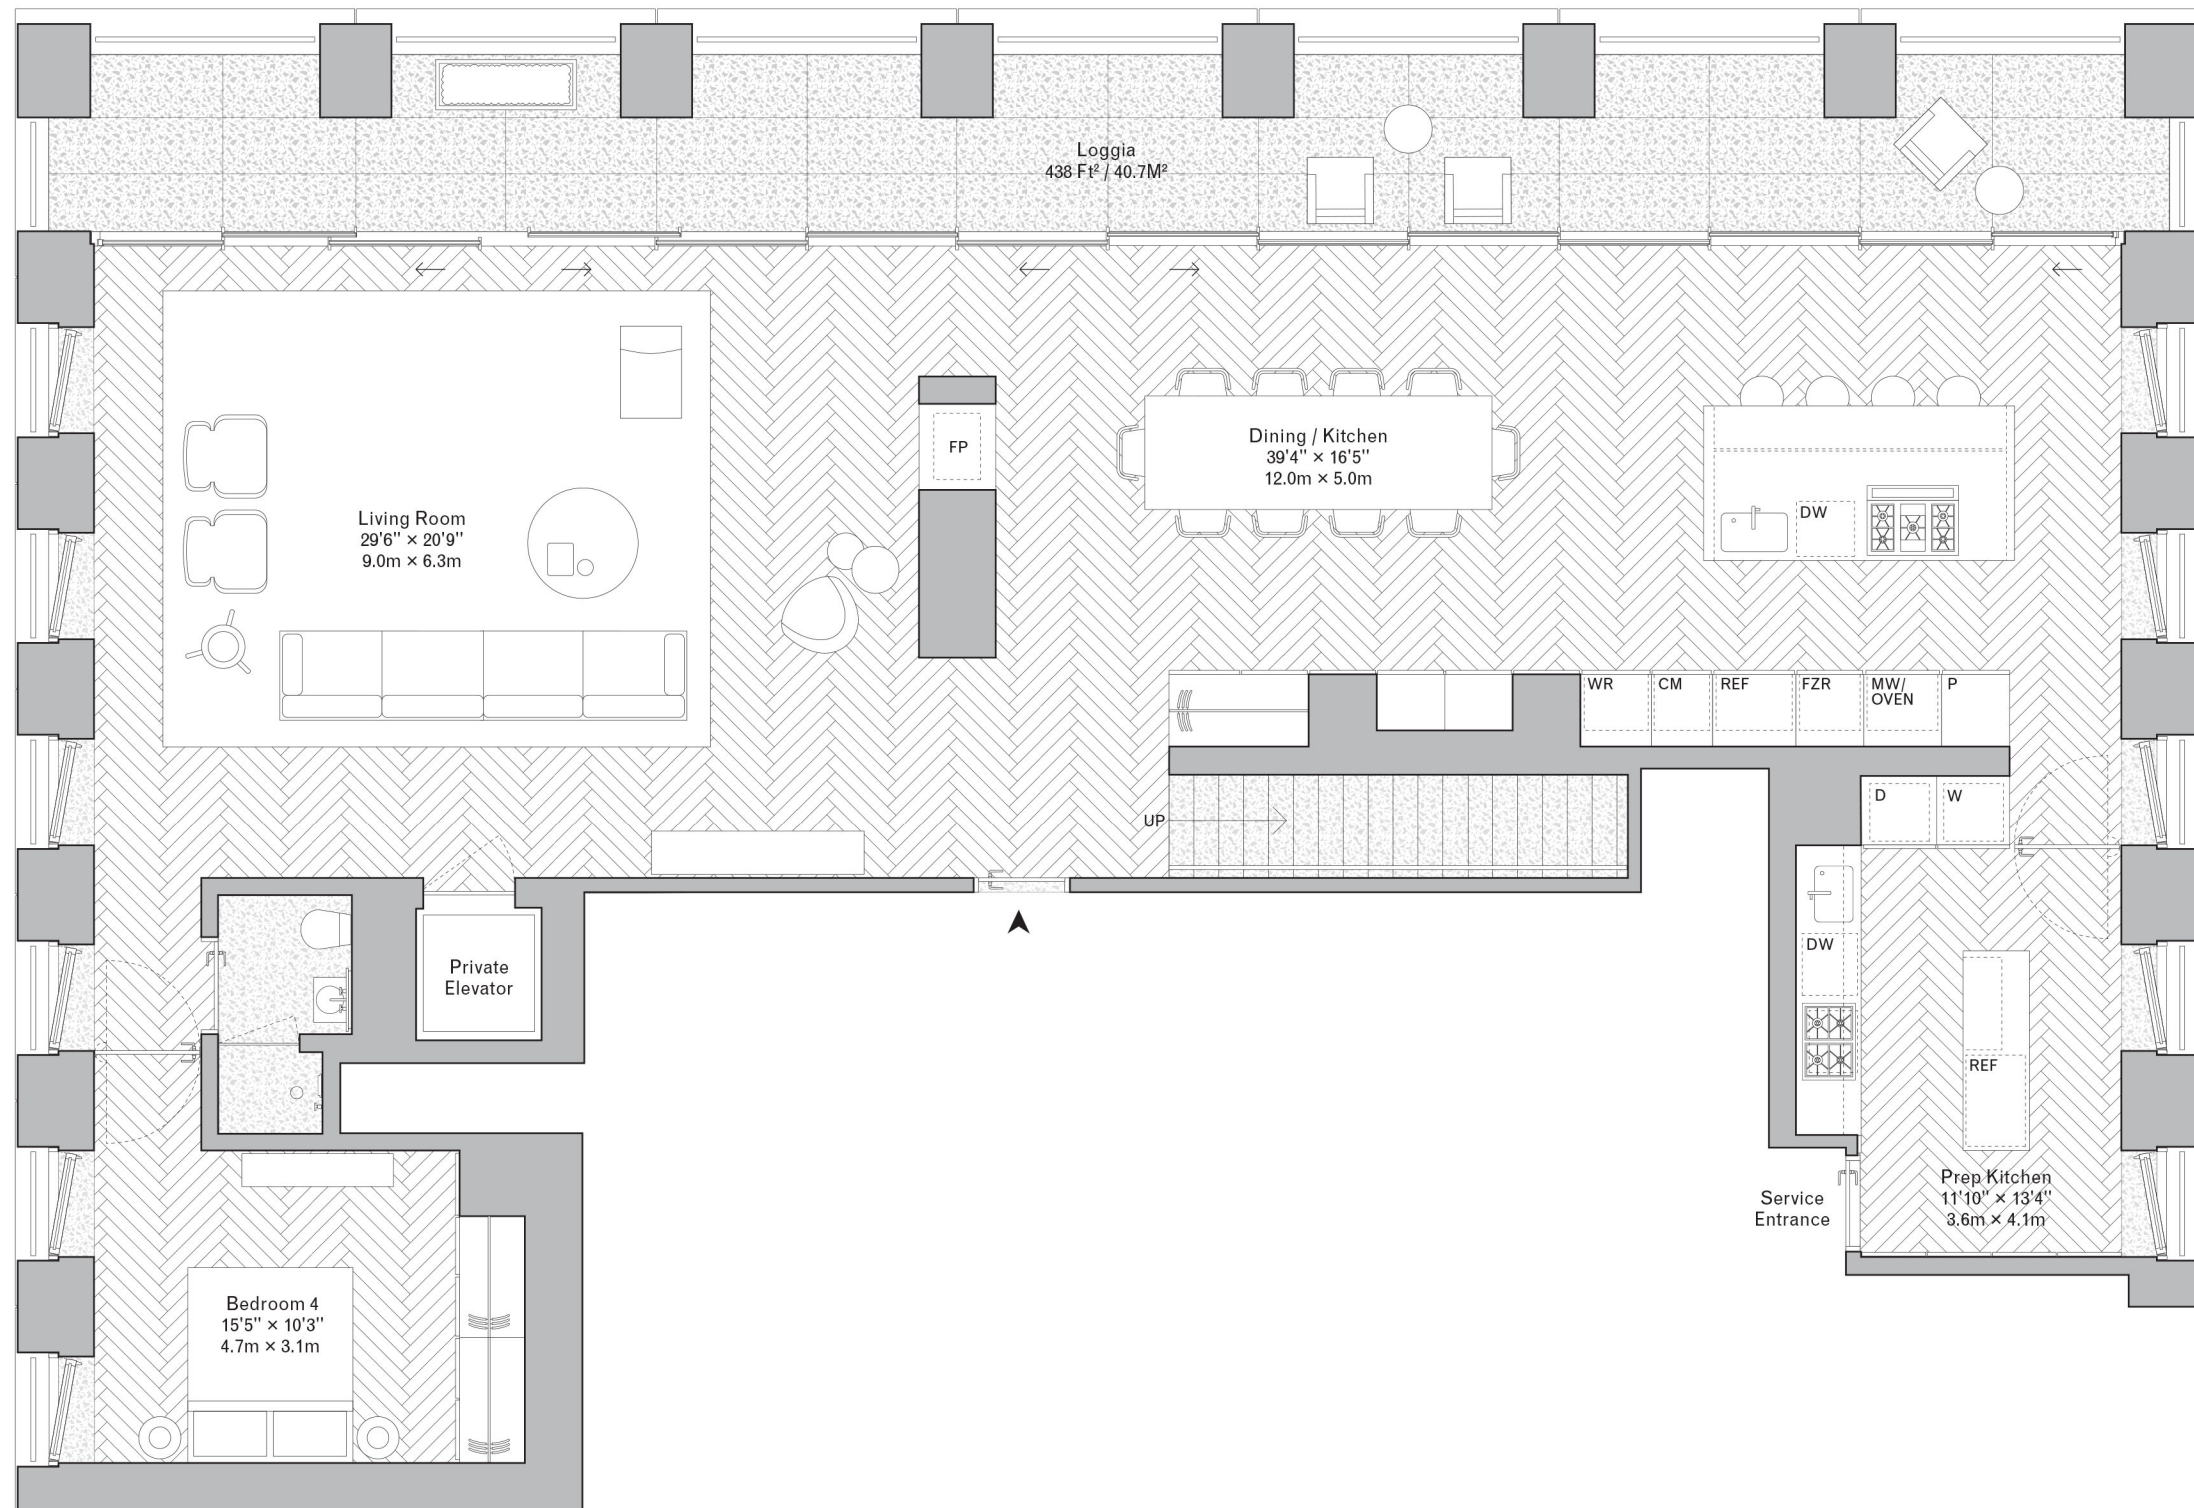 Loggia
438 Ft² / 40.7M²
FP
Dining / Kitchen
39'4" × 16'5"
12.0m × 5.0m
Living Room
29'6" × 20'9"
9.0m × 6.3m
DW
WR
CM
REF
FZR
MW/
OVEN
P
UP
D
W
DW
Private
Elevator
REF
Prep Kitchen
11'10" × 13'4"
3.6m × 4.1m
Service
Entrance
Bedroom 4
15'5" × 10'3"
4.7m × 3.1m